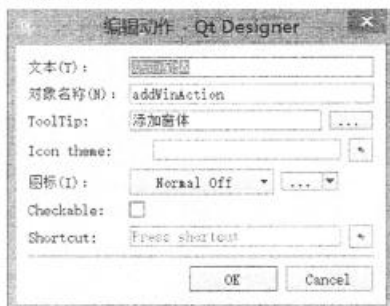 编辑动作 - Qt Designer
文本(T):
对象名称(N): addWinAction
ToolTip: 添加窗体 ...
Icon theme:
图标(I): Normal Off ...
Checkable:
Shortcut: Press shortcut
OK Cancel